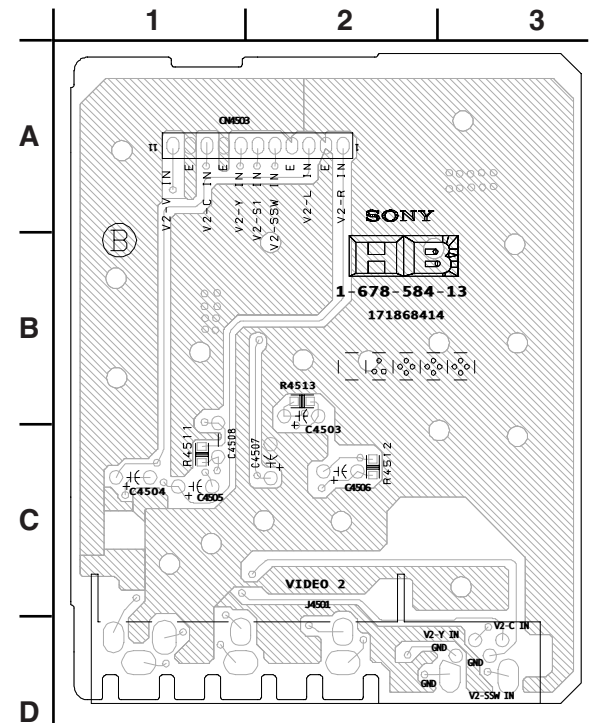 1 2 3
A
CN4503
11 1
V2-V IN
E
V2-C IN
E
V2-Y IN
V2-S1 IN
V2-SSW IN
E
V2-L IN
E
V2-R IN
SONY
B
HB
1-678-584-13
171868414
B
R4513
C4503
R4511
C4508
C4507
R4512
C4504
C4505
C4506
C
VIDEO 2
J4501
V2-C IN
V2-Y IN
GND
GND
GND
V2-SSW IN
D